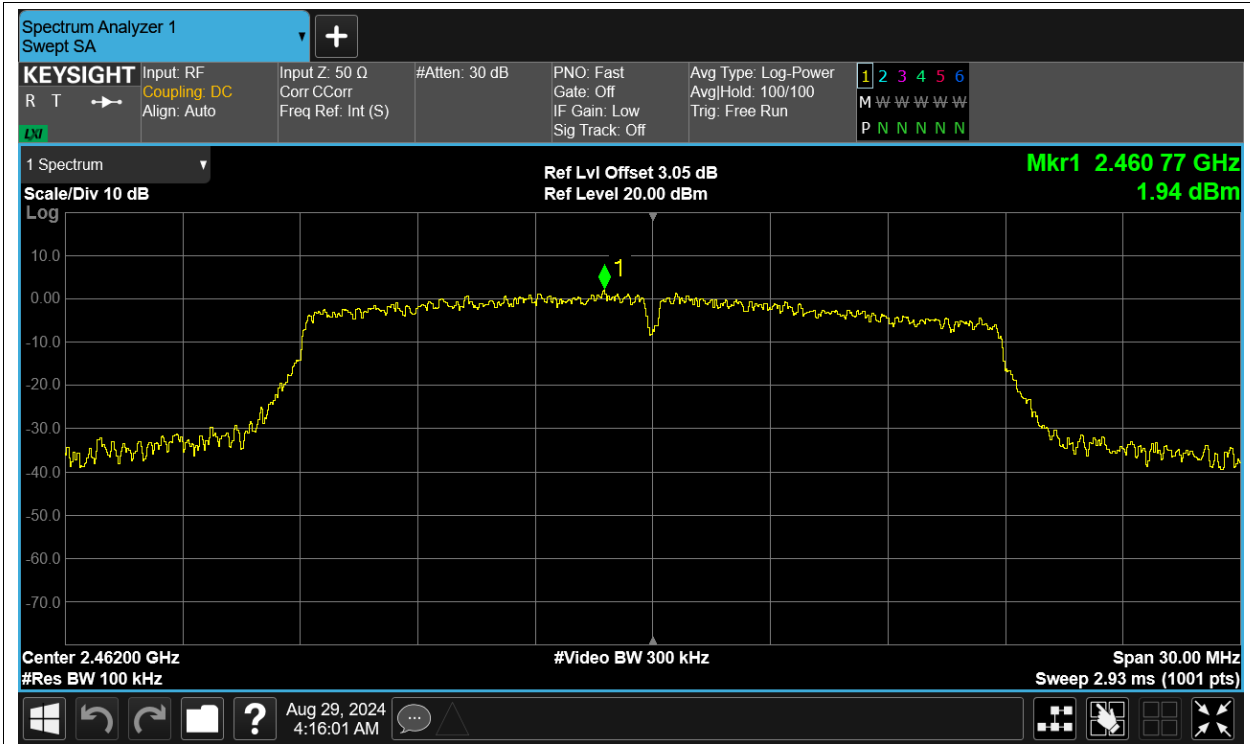 Spectrum Analyzer 1
Swept SA
KEYSIGHT
R T
LXI
Input: RF
Coupling: DC
Align: Auto
Input Z: 50 Ω
Corr CCorr
Freq Ref: Int (S)
#Atten: 30 dB
PNO: Fast
Gate: Off
IF Gain: Low
Sig Track: Off
Avg Type: Log-Power
Avg|Hold: 100/100
Trig: Free Run
1 2 3 4 5 6
M W W W W W
P N N N N N
1 Spectrum
Scale/Div 10 dB
Log
Ref Lvl Offset 3.05 dB
Ref Level 20.00 dBm
Mkr1 2.460 77 GHz
1.94 dBm
1
10.0
0.00
-10.0
-20.0
-30.0
-40.0
-50.0
-60.0
-70.0
Center 2.46200 GHz
#Res BW 100 kHz
#Video BW 300 kHz
Span 30.00 MHz
Sweep 2.93 ms (1001 pts)
?
Aug 29, 2024
4:16:01 AM